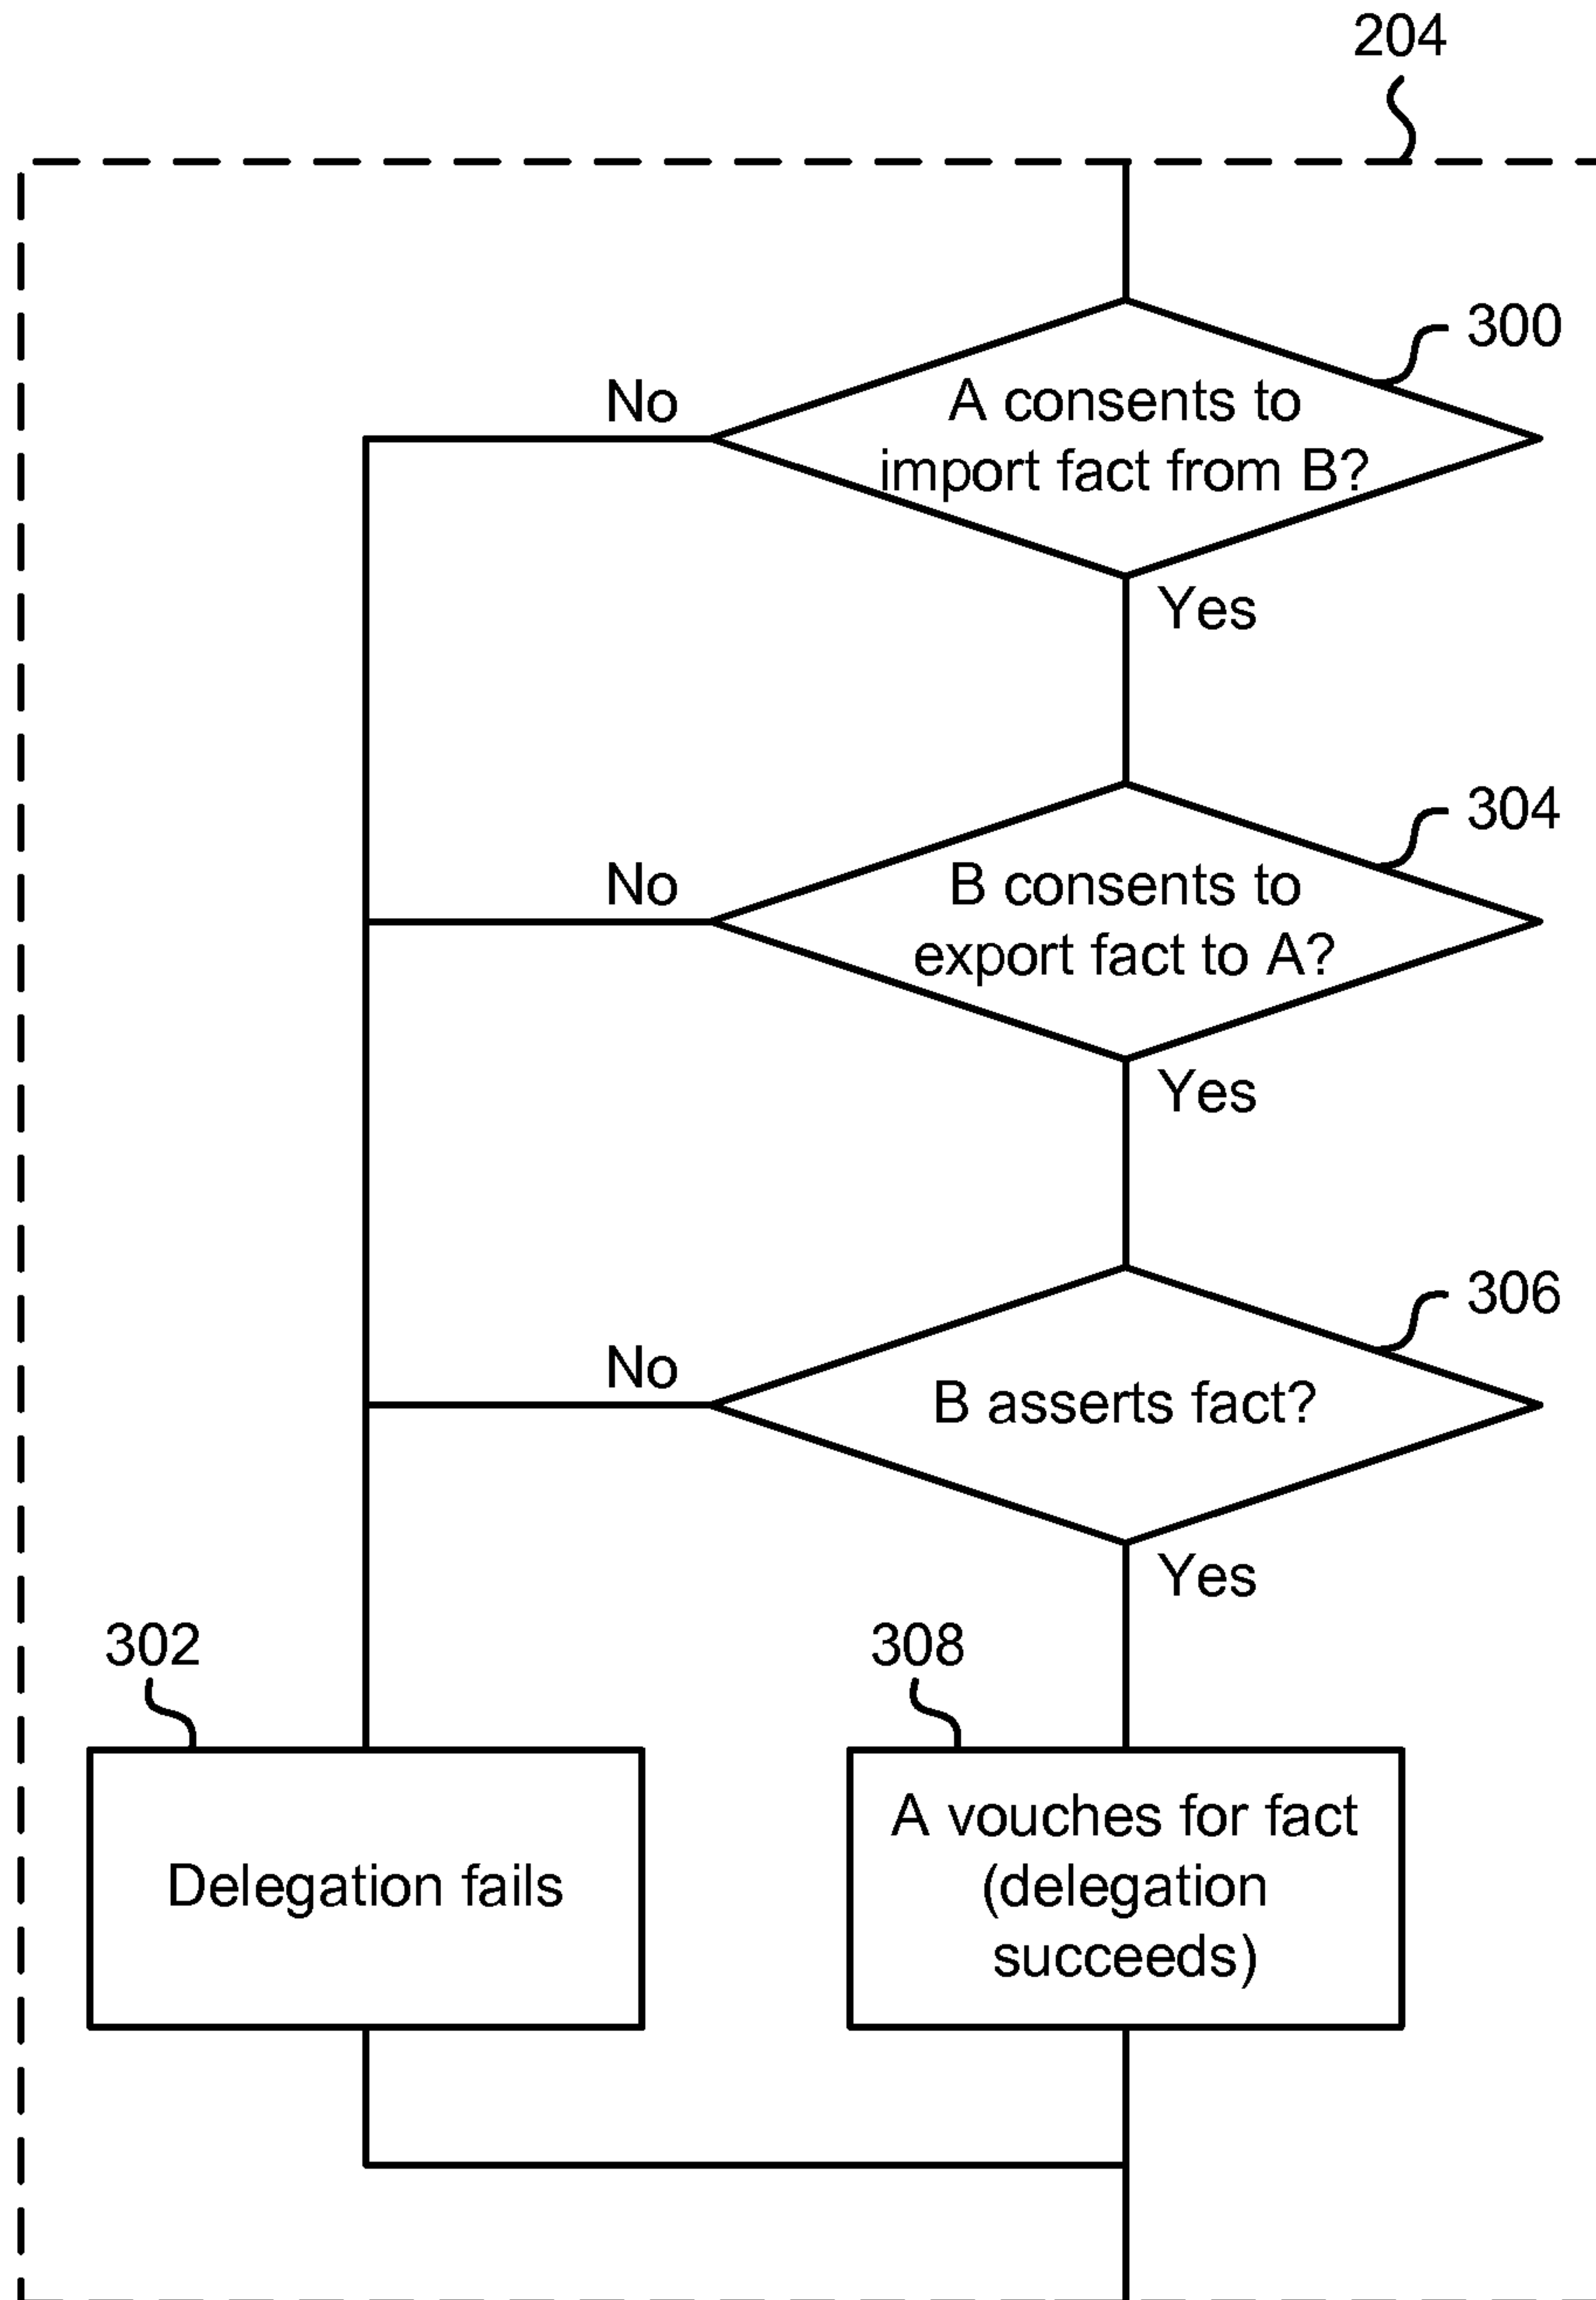 204
300
No
A consents to
import fact from B?
Yes
304
No
B consents to
export fact to A?
Yes
306
No
B asserts fact?
Yes
302
308
Delegation fails
A vouches for fact
(delegation
succeeds)